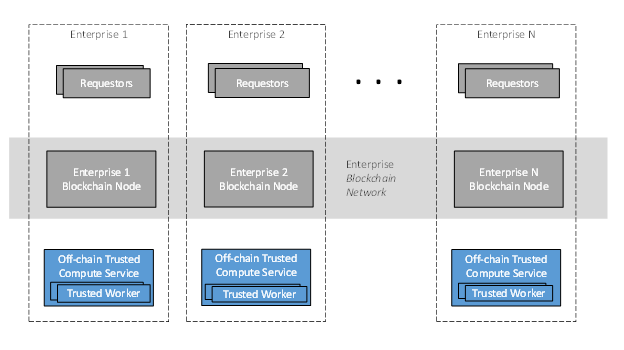 Enterprise 1
Enterprise 2
Enterprise N
Requestors
Requestors
. . .
Requestors
Enterprise 1
Blockchain Node
Enterprise 2
Blockchain Node
Enterprise
Blockchain
Network
Enterprise N
Blockchain Node
Off-chain Trusted
Compute Service
Trusted Worker
Off-chain Trusted
Compute Service
Trusted Worker
Off-chain Trusted
Compute Service
Trusted Worker